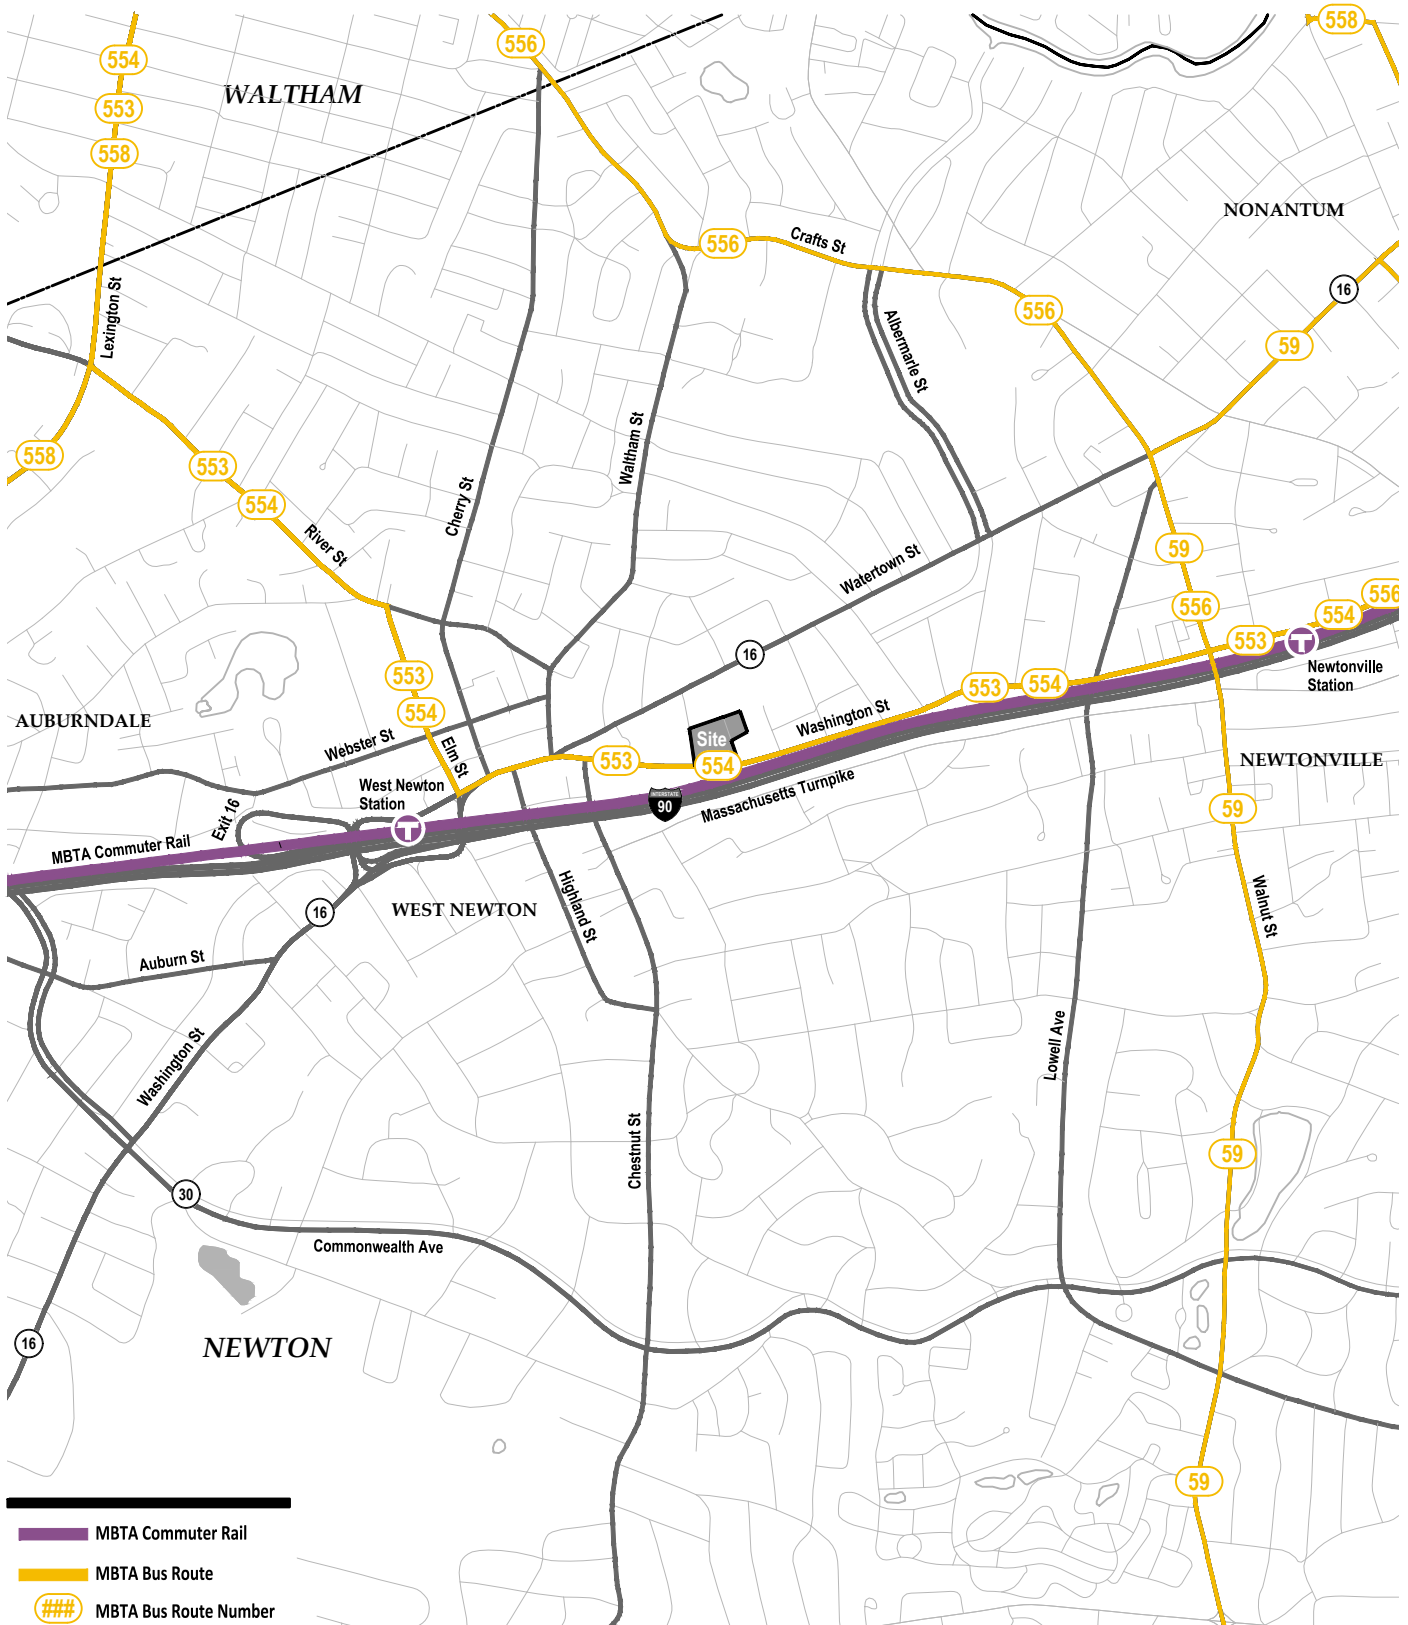 558
556
554
WALTHAM
553
558
NONANTUM
556
Crafts St
16
Lexington St
556
Albermarle St
59
Waltham St
558
553
554
Cherry St
River St
59
Watertown St
556
553
554
556
16
553
Newtonville
Station
553
554
554
AUBURNDALE
Washington St
Webster St
Elm St
Site
553
554
NEWTONVILLE
West Newton
Station
INTERSTATE
90
Massachusetts Turnpike
59
Exit 16
MBTA Commuter Rail
Highland St
Walnut St
16
WEST NEWTON
Auburn St
Lowell Ave
Washington St
Chestnut St
59
30
Commonwealth Ave
16
NEWTON
59
MBTA Commuter Rail
MBTA Bus Route
###
MBTA Bus Route Number